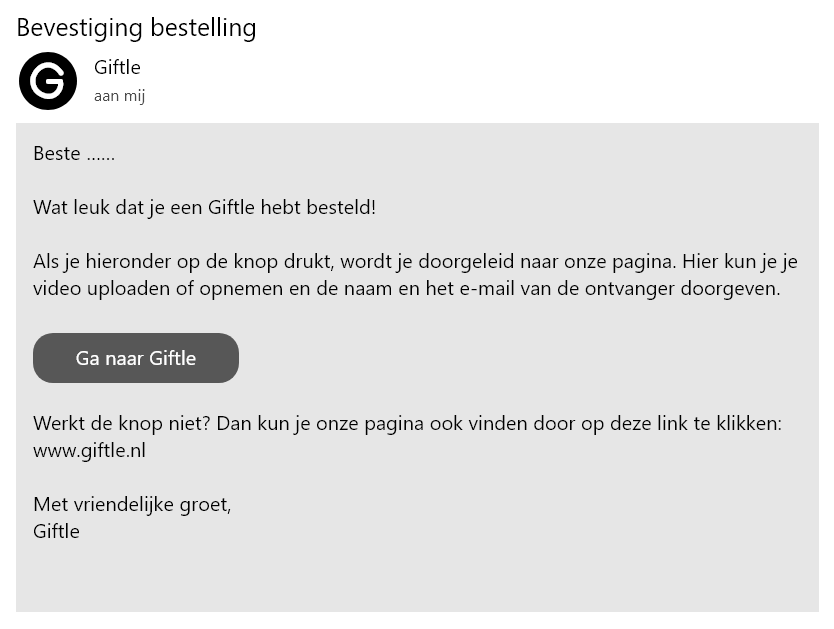 Bevestiging bestelling
G
Giftle
aan mij
Beste ......
Wat leuk dat je een Giftle hebt besteld!
Als je hieronder op de knop drukt, wordt je doorgeleid naar onze pagina. Hier kun je je
video uploaden of opnemen en de naam en het e-mail van de ontvanger doorgeven.
Ga naar Giftle
Werkt de knop niet? Dan kun je onze pagina ook vinden door op deze link te klikken:
www.giftle.nl
Met vriendelijke groet,
Giftle